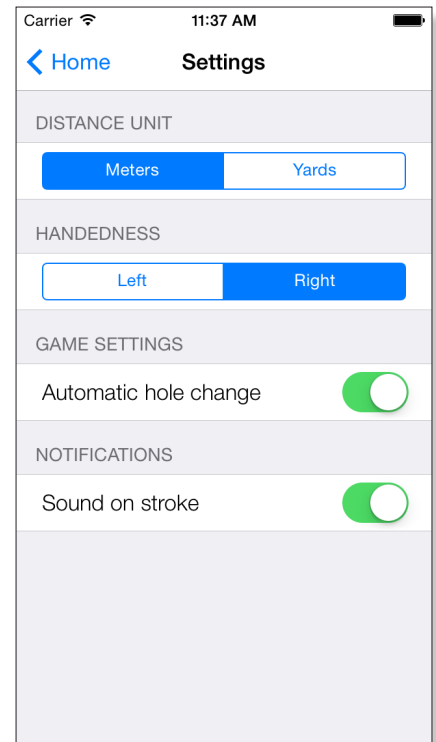 Carrier 11:37 AM
Home Settings
DISTANCE UNIT
Meters Yards
HANDEDNESS
Left Right
GAME SETTINGS
Automatic hole change
NOTIFICATIONS
Sound on stroke